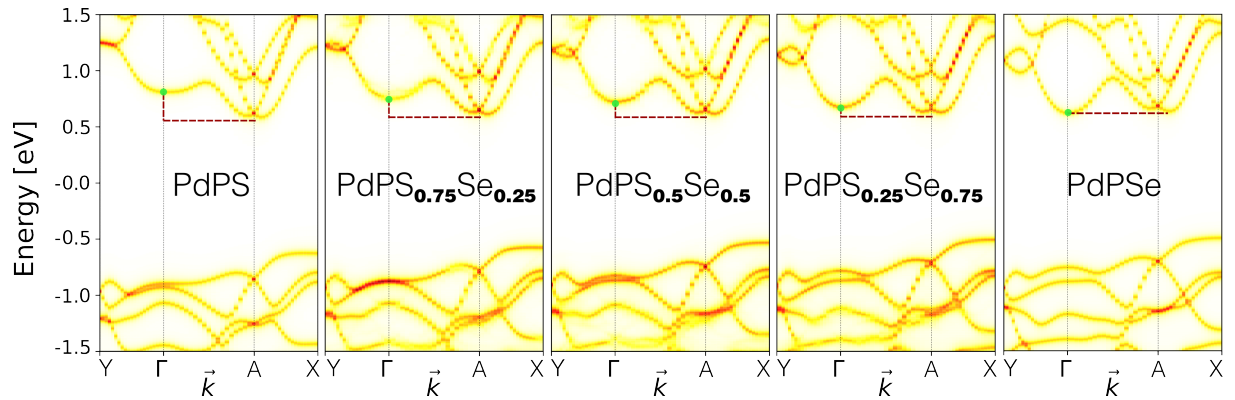 Energy [eV]
1.5
1.0
0.5
-0.0
-0.5
-1.0
-1.5
PdPS
PdPS0.75Se0.25
PdPS0.5Se0.5
PdPS0.25Se0.75
PdPSe
Y Γ A X
Y Γ A X
Y Γ A X
Y Γ A X
Y Γ A X
k⃗ k⃗ k⃗ k⃗ k⃗